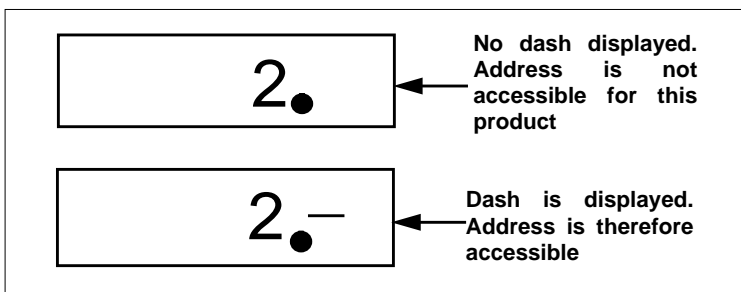 2.
No dash displayed.
Address is not
accessible for this
product
2.–
Dash is displayed.
Address is therefore
accessible